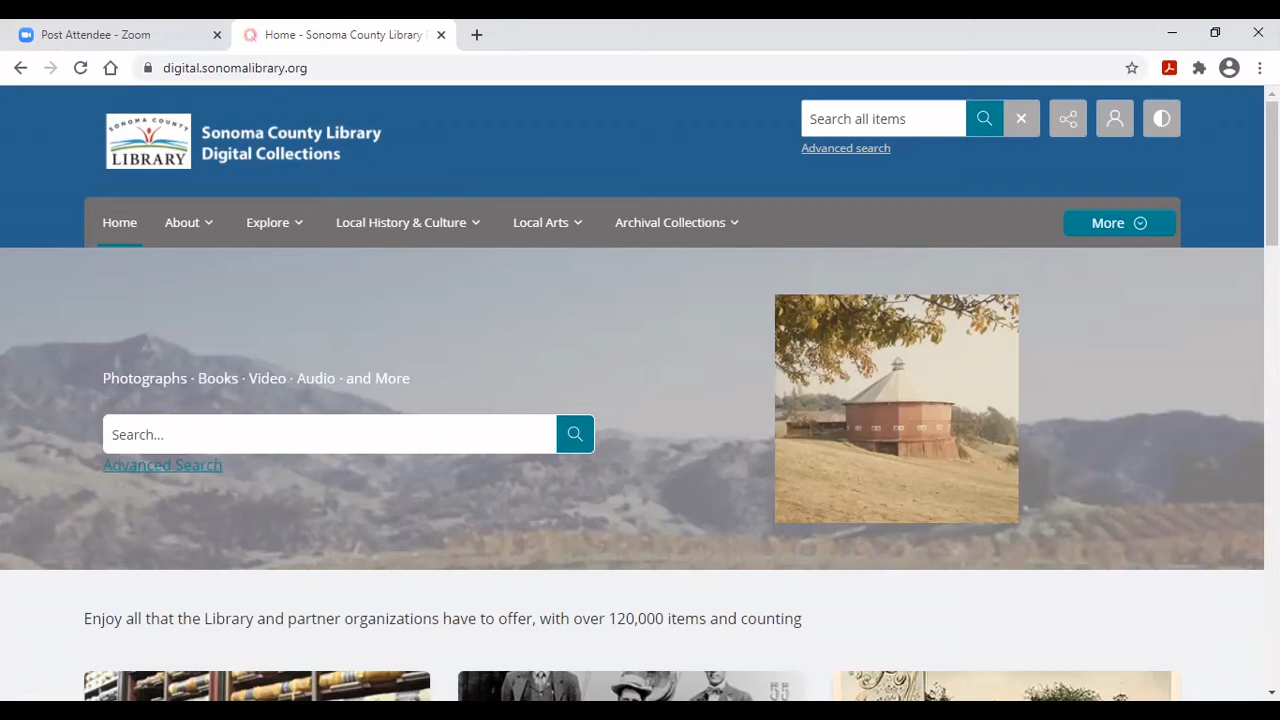 Post Attendee - Zoom
Home - Sonoma County Library
digital.sonomalibrary.org
SONOMA COUNTY
LIBRARY
Sonoma County Library
Digital Collections
Search all items
Advanced search
Home
About
Explore
Local History & Culture
Local Arts
Archival Collections
More
Photographs · Books · Video · Audio · and More
Search...
Advanced Search
Enjoy all that the Library and partner organizations have to offer, with over 120,000 items and counting
55